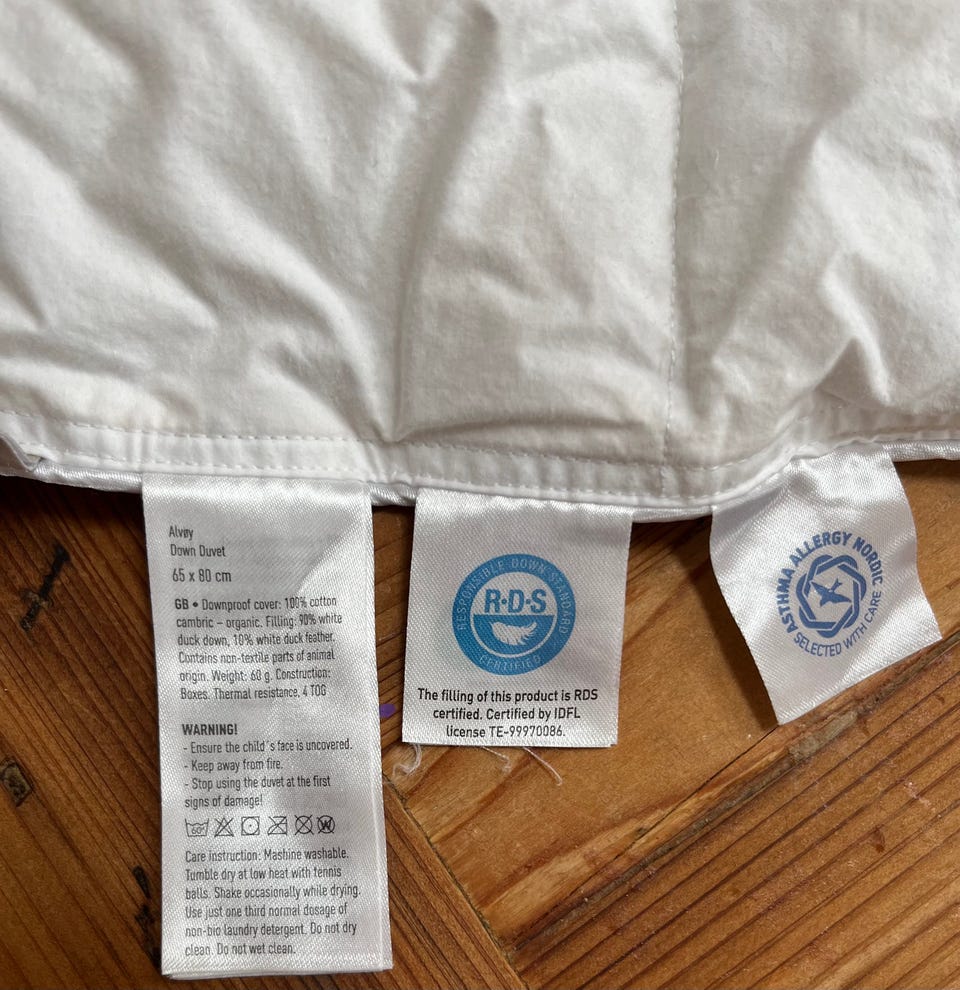 Alvøy
Down Duvet
65 x 80 cm
GB • Downproof cover: 100% cotton
cambric – organic. Filling: 90% white
duck down, 10% white duck feather.
Contains non-textile parts of animal
origin. Weight: 60 g. Construction:
Boxes. Thermal resistance, 4 TOG
WARNING!
- Ensure the child´s face is uncovered.
- Keep away from fire.
- Stop using the duvet at the first
signs of damage!
60°
W
Care instruction: Mashine washable.
Tumble dry at low heat with tennis
balls. Shake occasionally while drying.
Use just one third normal dosage of
non-bio laundry detergent. Do not dry
clean. Do not wet clean.
RESPONSIBLE DOWN STANDARD
R·D·S
CERTIFIED
The filling of this product is RDS
certified. Certified by IDFL
license TE-99970086.
ASTHMA ALLERGY NORDIC
SELECTED WITH CARE